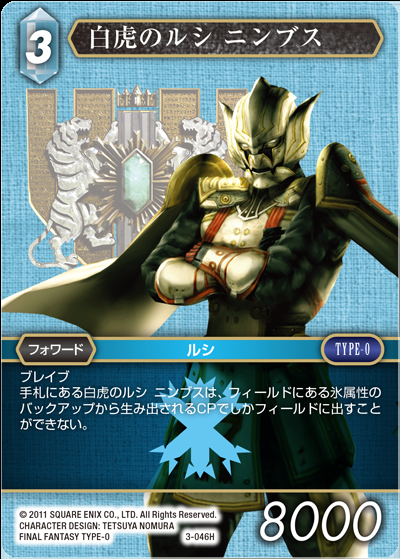 3
白虎のルシ ニンブス
フォワード
ルシ
TYPE-0
ブレイブ
手札にある白虎のルシ ニンブスは、フィールドにある氷属性の
バックアップから生み出されるCPでしかフィールドに出すこと
ができない。
© 2011 SQUARE ENIX CO., LTD. All Rights Reserved.
CHARACTER DESIGN: TETSUYA NOMURA
FINAL FANTASY TYPE-0
3-046H
8000